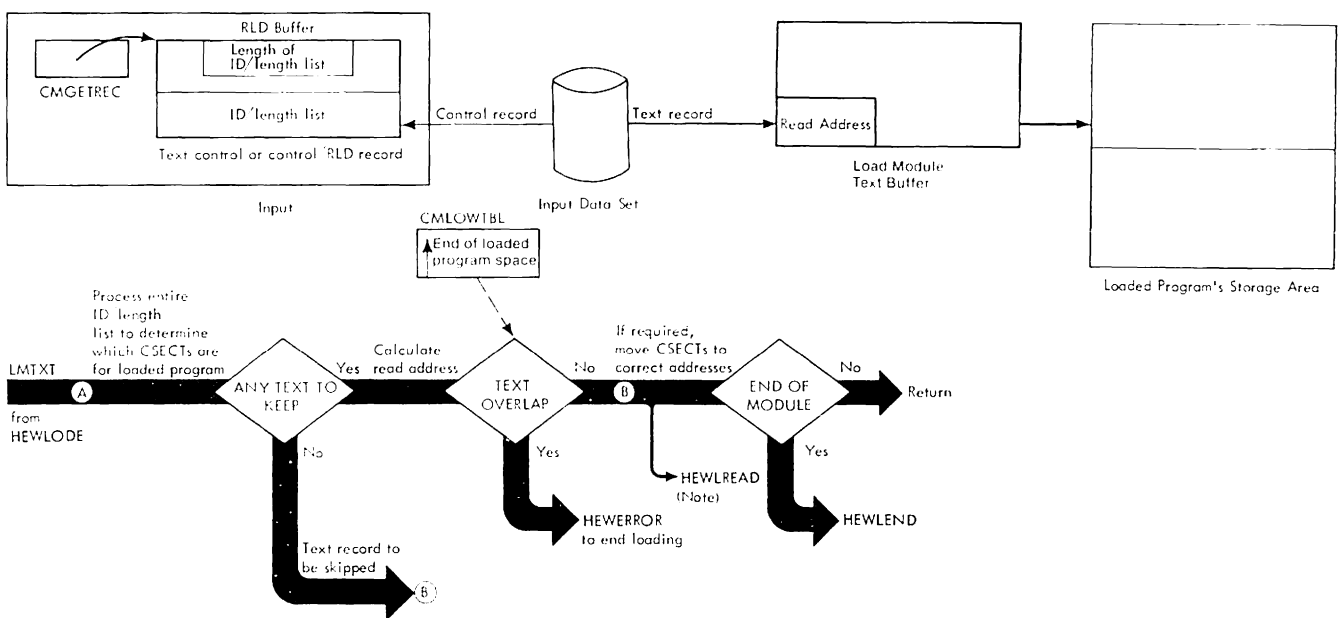 RLD Buffer
Length of
ID/length list
CMGETREC
ID/length list
Text control or control/RLD record
Input
Control record
Text record
Input Data Set
Read Address
Load Module
Text Buffer
Loaded Program's Storage Area
CMLOWTBL
End of loaded
program space
Process entire
ID length
list to determine
which CSECTs are
for loaded program
LMTXT
A
from
HEWLODE
ANY TEXT TO
KEEP
Yes
Calculate
read address
No
Text record to
be skipped
B
TEXT
OVERLAP
No
Yes
HEWERROR
to end loading
B
If required,
move CSECTs to
correct addresses
HEWLREAD
(Note)
END OF
MODULE
No
Return
Yes
HEWLEND